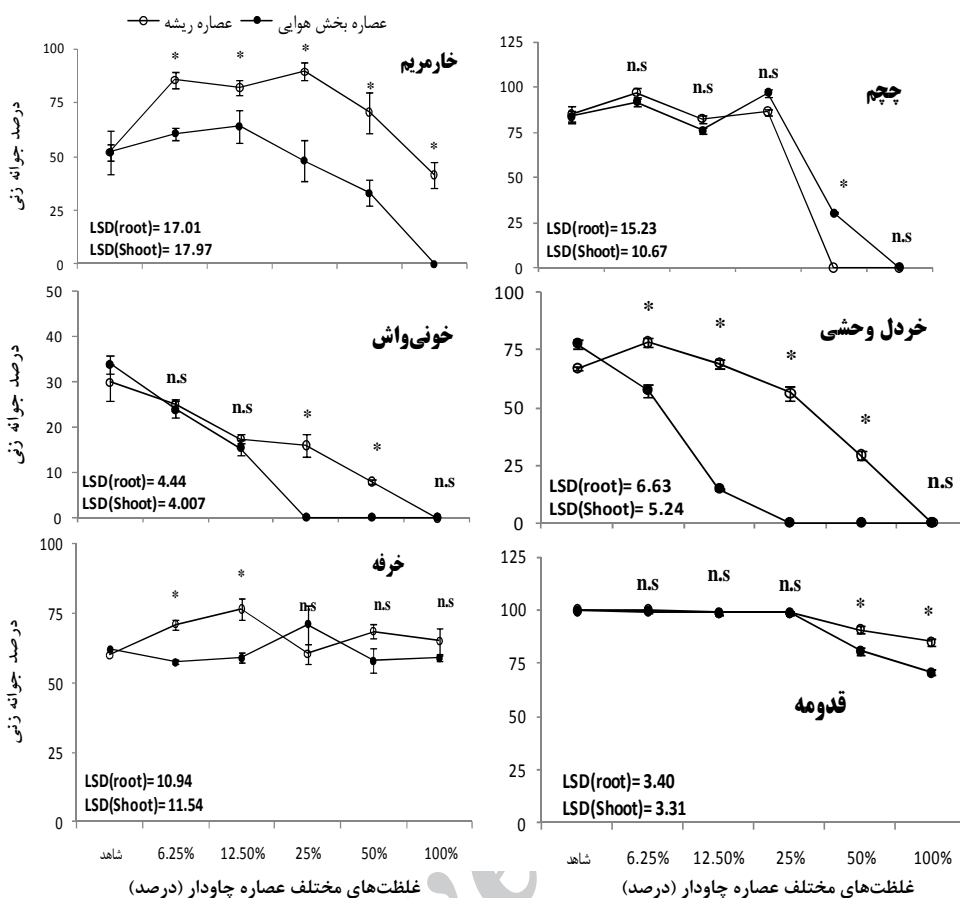 عصاره ریشه عصاره بخش هوایی
خارمریم
درصد جوانه زنی
100
75
50
25
0
* * * * *
LSD(root)= 17.01
LSD(Shoot)= 17.97
چچم
125
100
75
50
25
0
n.s n.s n.s * n.s
LSD(root)= 15.23
LSD(Shoot)= 10.67
خونی‌واش
درصد جوانه زنی
50
40
30
20
10
0
n.s n.s * * n.s
LSD(root)= 4.44
LSD(Shoot)= 4.007
خردل وحشی
100
75
50
25
0
* * * * n.s
LSD(root)= 6.63
LSD(Shoot)= 5.24
خرفه
درصد جوانه زنی
100
75
50
25
0
* * n.s n.s n.s
LSD(root)= 10.94
LSD(Shoot)= 11.54
شاهد 6.25% 12.50% 25% 50% 100%
غلظت‌های مختلف عصاره چاودار (درصد)
قدومه
125
100
75
50
25
0
n.s n.s n.s * *
LSD(root)= 3.40
LSD(Shoot)= 3.31
شاهد 6.25% 12.50% 25% 50% 100%
غلظت‌های مختلف عصاره چاودار (درصد)